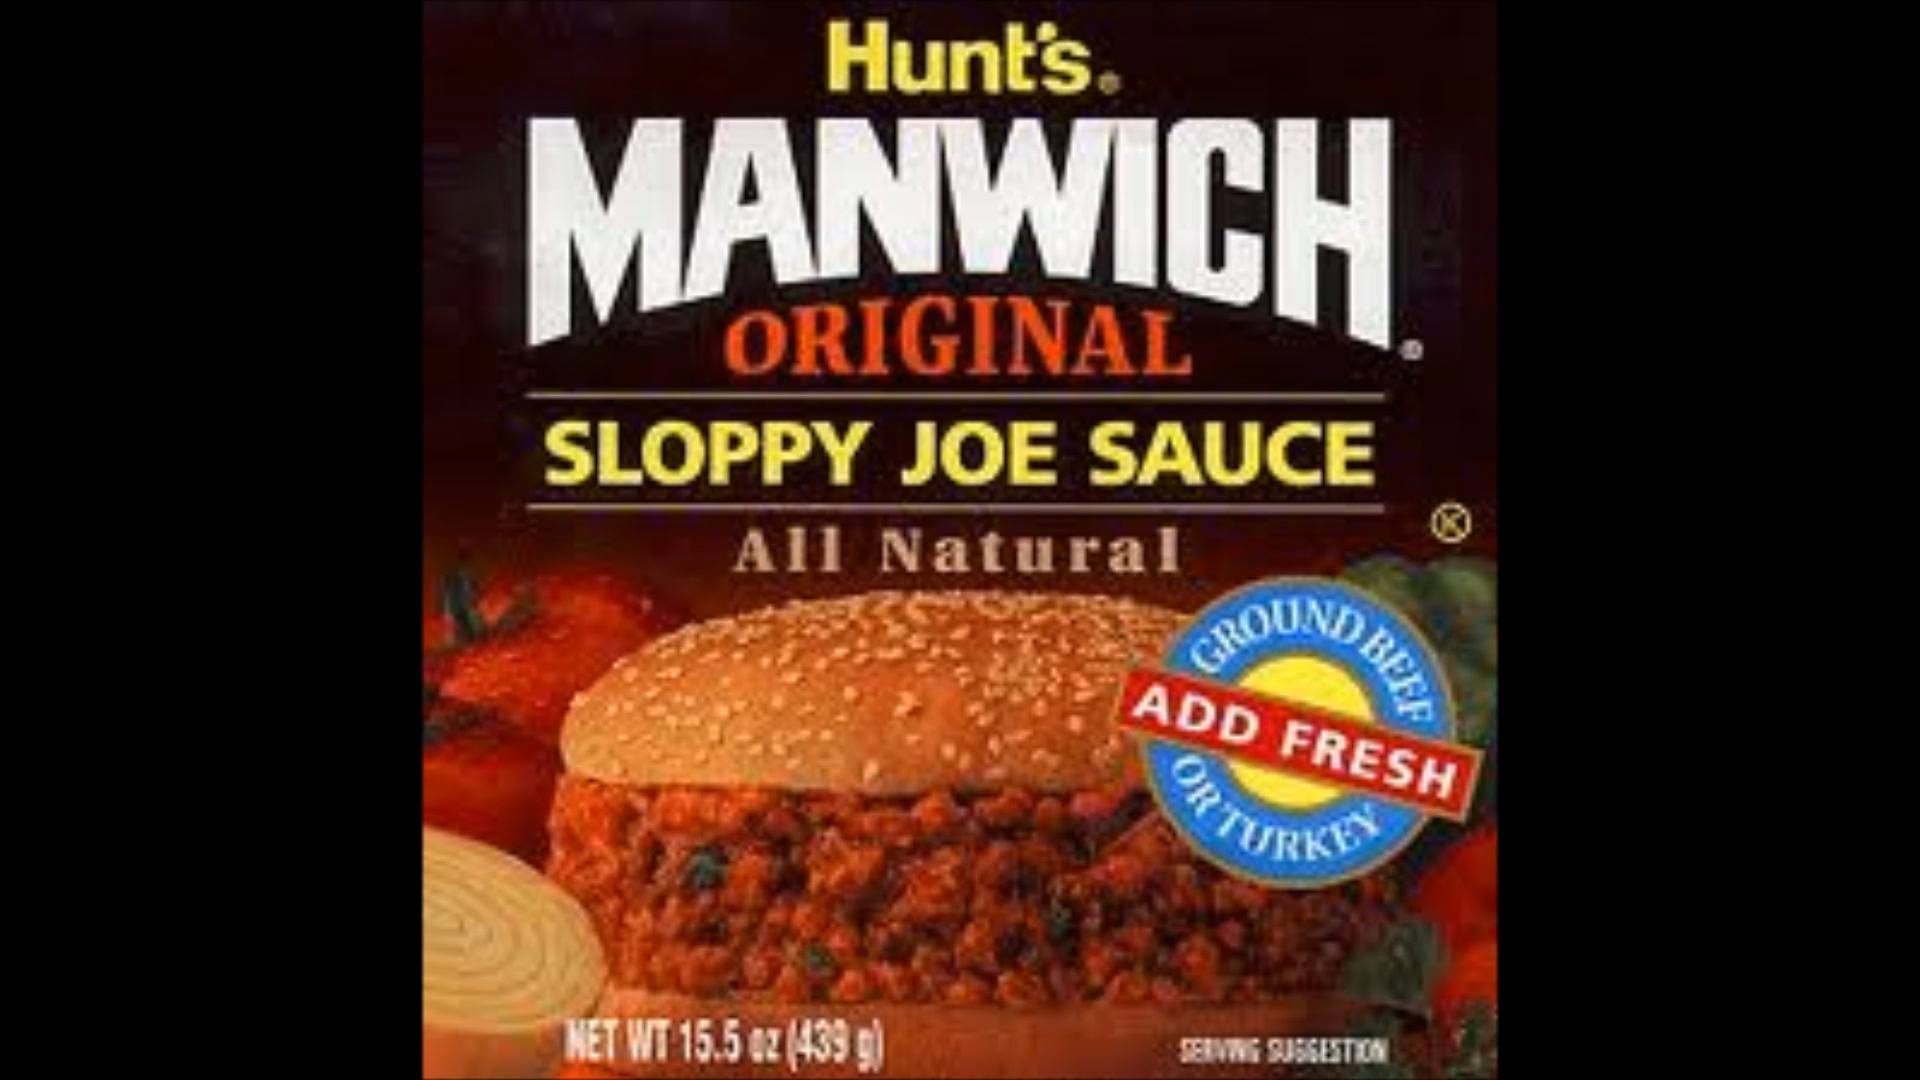 Hunt's®
MANWICH®
ORIGINAL
SLOPPY JOE SAUCE
K
All Natural
GROUND BEEF
ADD FRESH
OR TURKEY
NET WT 15.5 oz (439 g)
SERVING SUGGESTION